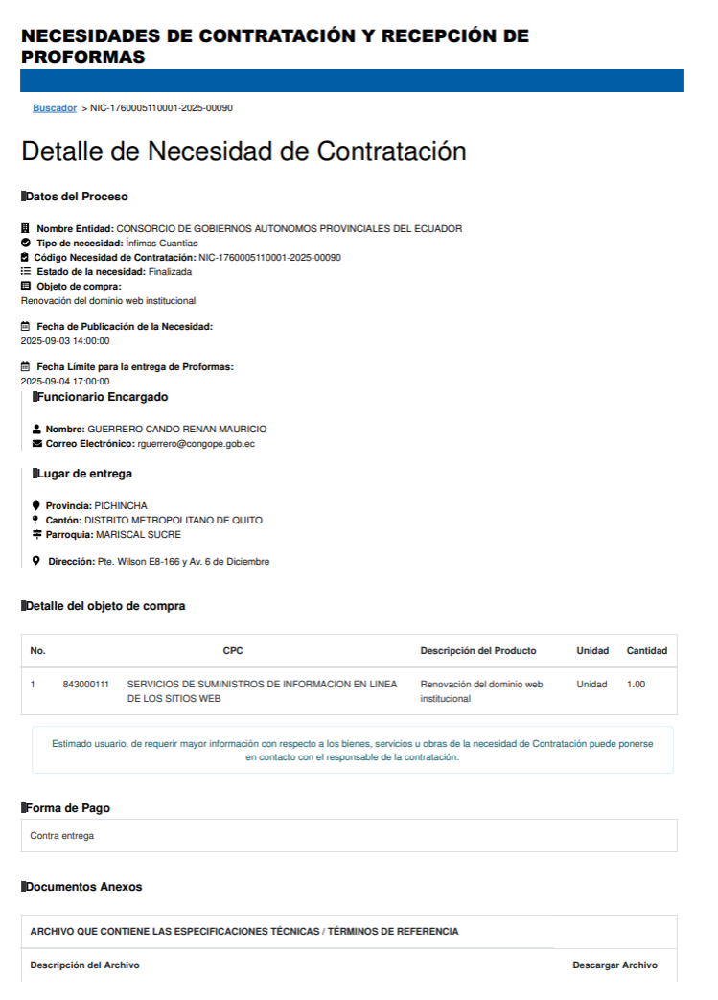 NECESIDADES DE CONTRATACIÓN Y RECEPCIÓN DE
PROFORMAS
Buscador > NIC-1760005110001-2025-00090
Detalle de Necesidad de Contratación
Datos del Proceso
Nombre Entidad: CONSORCIO DE GOBIERNOS AUTONOMOS PROVINCIALES DEL ECUADOR
Tipo de necesidad: Ínfimas Cuantías
Código Necesidad de Contratación: NIC-1760005110001-2025-00090
Estado de la necesidad: Finalizada
Objeto de compra:
Renovación del dominio web institucional
Fecha de Publicación de la Necesidad:
2025-09-03 14:00:00
Fecha Límite para la entrega de Proformas:
2025-09-04 17:00:00
Funcionario Encargado
Nombre: GUERRERO CANDO RENAN MAURICIO
Correo Electrónico: rguerrero@congope.gob.ec
Lugar de entrega
Provincia: PICHINCHA
Cantón: DISTRITO METROPOLITANO DE QUITO
Parroquia: MARISCAL SUCRE
Dirección: Pte. Wilson E8-166 y Av. 6 de Diciembre
Detalle del objeto de compra
No. CPC Descripción del Producto Unidad Cantidad
1 843000111 SERVICIOS DE SUMINISTROS DE INFORMACION EN LINEA Renovación del dominio web Unidad 1.00
DE LOS SITIOS WEB institucional
Estimado usuario, de requerir mayor información con respecto a los bienes, servicios u obras de la necesidad de Contratación puede ponerse
en contacto con el responsable de la contratación.
Forma de Pago
Contra entrega
Documentos Anexos
ARCHIVO QUE CONTIENE LAS ESPECIFICACIONES TÉCNICAS / TÉRMINOS DE REFERENCIA
Descripción del Archivo Descargar Archivo